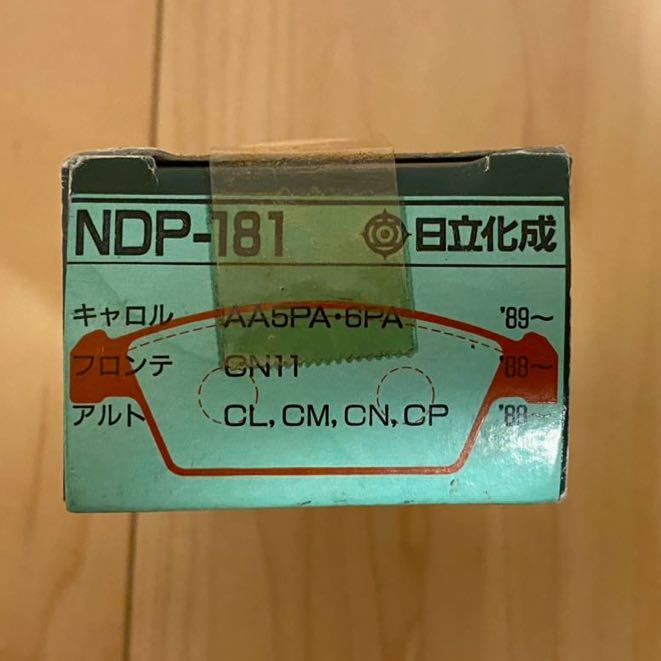 NDP-181 日立化成
キャロル AA5PA・6PA '89～
フロンテ CN11 '88～
アルト CL, CM, CN, CP '88～